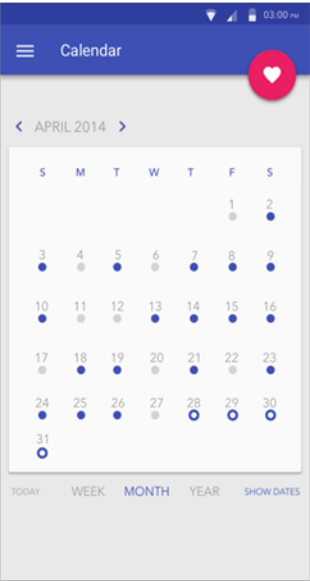 03:00 PM
Calendar
APRIL 2014
S M T W T F S
1 2
3 4 5 6 7 8 9
10 11 12 13 14 15 16
17 18 19 20 21 22 23
24 25 26 27 28 29 30
31
TODAY WEEK MONTH YEAR SHOW DATES